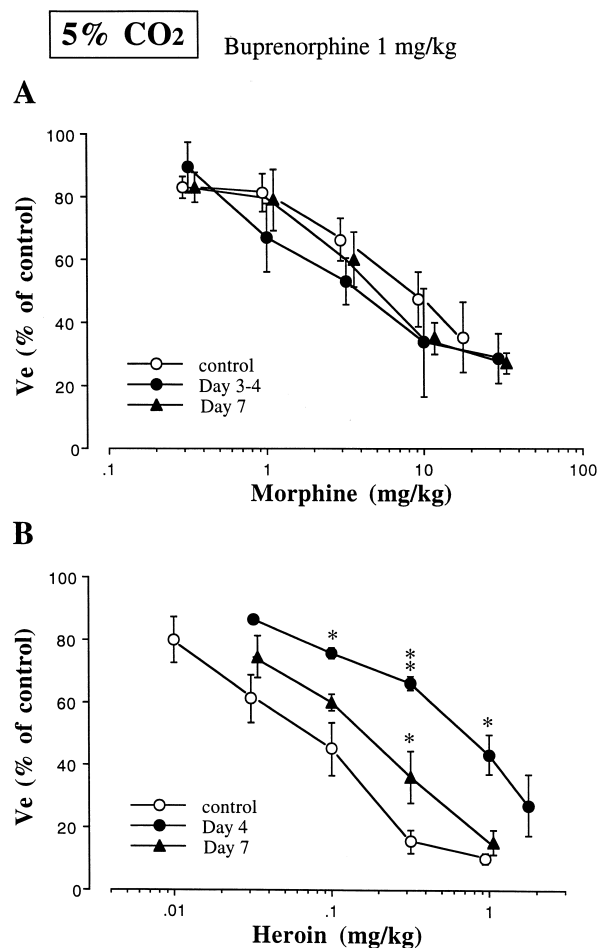 5% CO2
Buprenorphine 1 mg/kg
A
Ve (% of control)
100
80
60
40
20
0
control
Day 3-4
Day 7
.1
1
10
100
Morphine (mg/kg)
B
Ve (% of control)
100
80
60
40
20
0
*
*
*
*
*
control
Day 4
Day 7
.01
.1
1
Heroin (mg/kg)